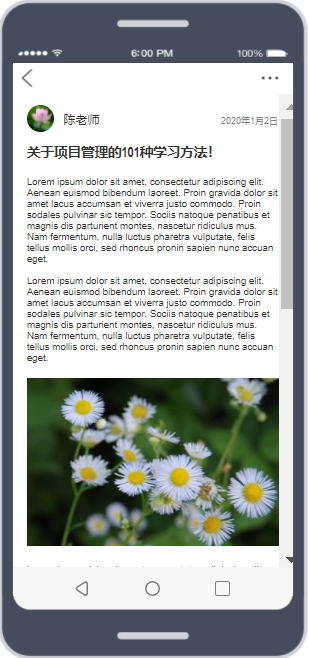 6:00 PM
100%
陈老师
2020年1月2日
关于项目管理的101种学习方法！
Lorem ipsum dolor sit amet, consectetur adipiscing elit.
Aenean euismod bibendum laoreet. Proin gravida dolor sit
amet lacus accumsan et viverra justo commodo. Proin
sodales pulvinar sic tempor. Sociis natoque penatibus et
magnis dis parturient montes, nascetur ridiculus mus.
Nam fermentum, nulla luctus pharetra vulputate, felis
tellus mollis orci, sed rhoncus pronin sapien nunc accuan
eget.
Lorem ipsum dolor sit amet, consectetur adipiscing elit.
Aenean euismod bibendum laoreet. Proin gravida dolor sit
amet lacus accumsan et viverra justo commodo. Proin
sodales pulvinar sic tempor. Sociis natoque penatibus et
magnis dis parturient montes, nascetur ridiculus mus.
Nam fermentum, nulla luctus pharetra vulputate, felis
tellus mollis orci, sed rhoncus pronin sapien nunc accuan
eget.